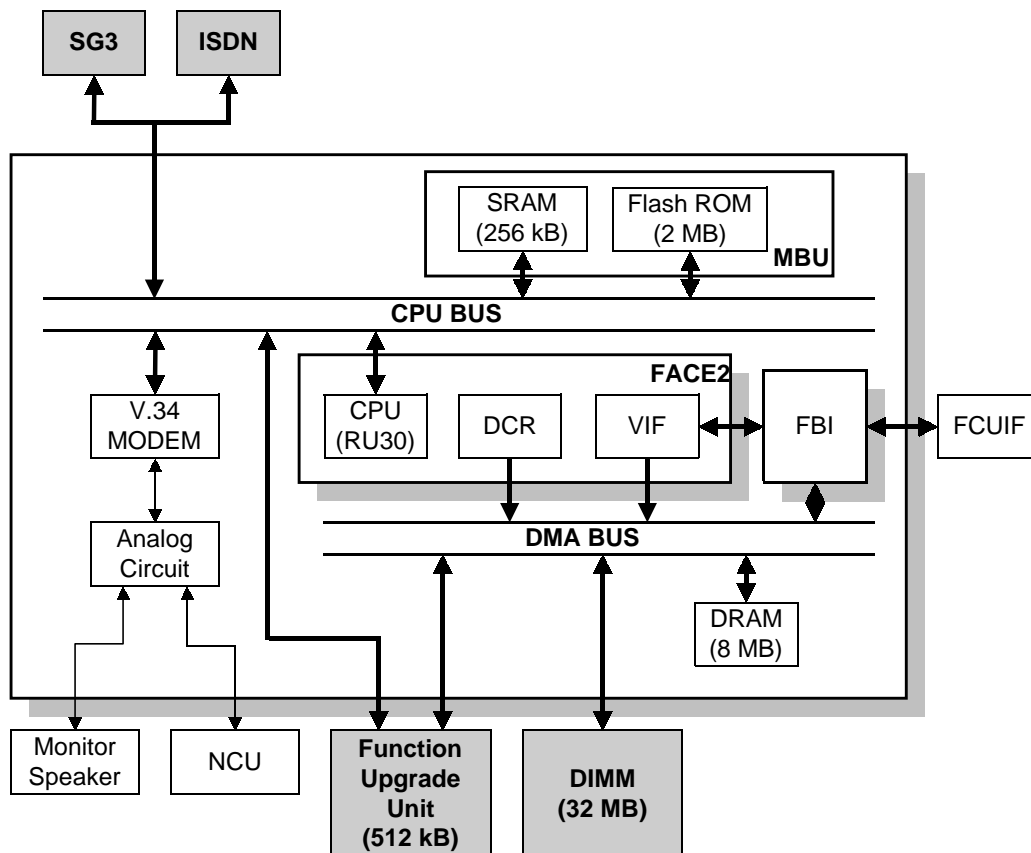 SG3
ISDN
SRAM
(256 kB)
Flash ROM
(2 MB)
MBU
CPU BUS
FACE2
V.34
MODEM
CPU
(RU30)
DCR
VIF
FBI
FCUIF
DMA BUS
Analog
Circuit
DRAM
(8 MB)
Monitor
Speaker
NCU
Function
Upgrade
Unit
(512 kB)
DIMM
(32 MB)